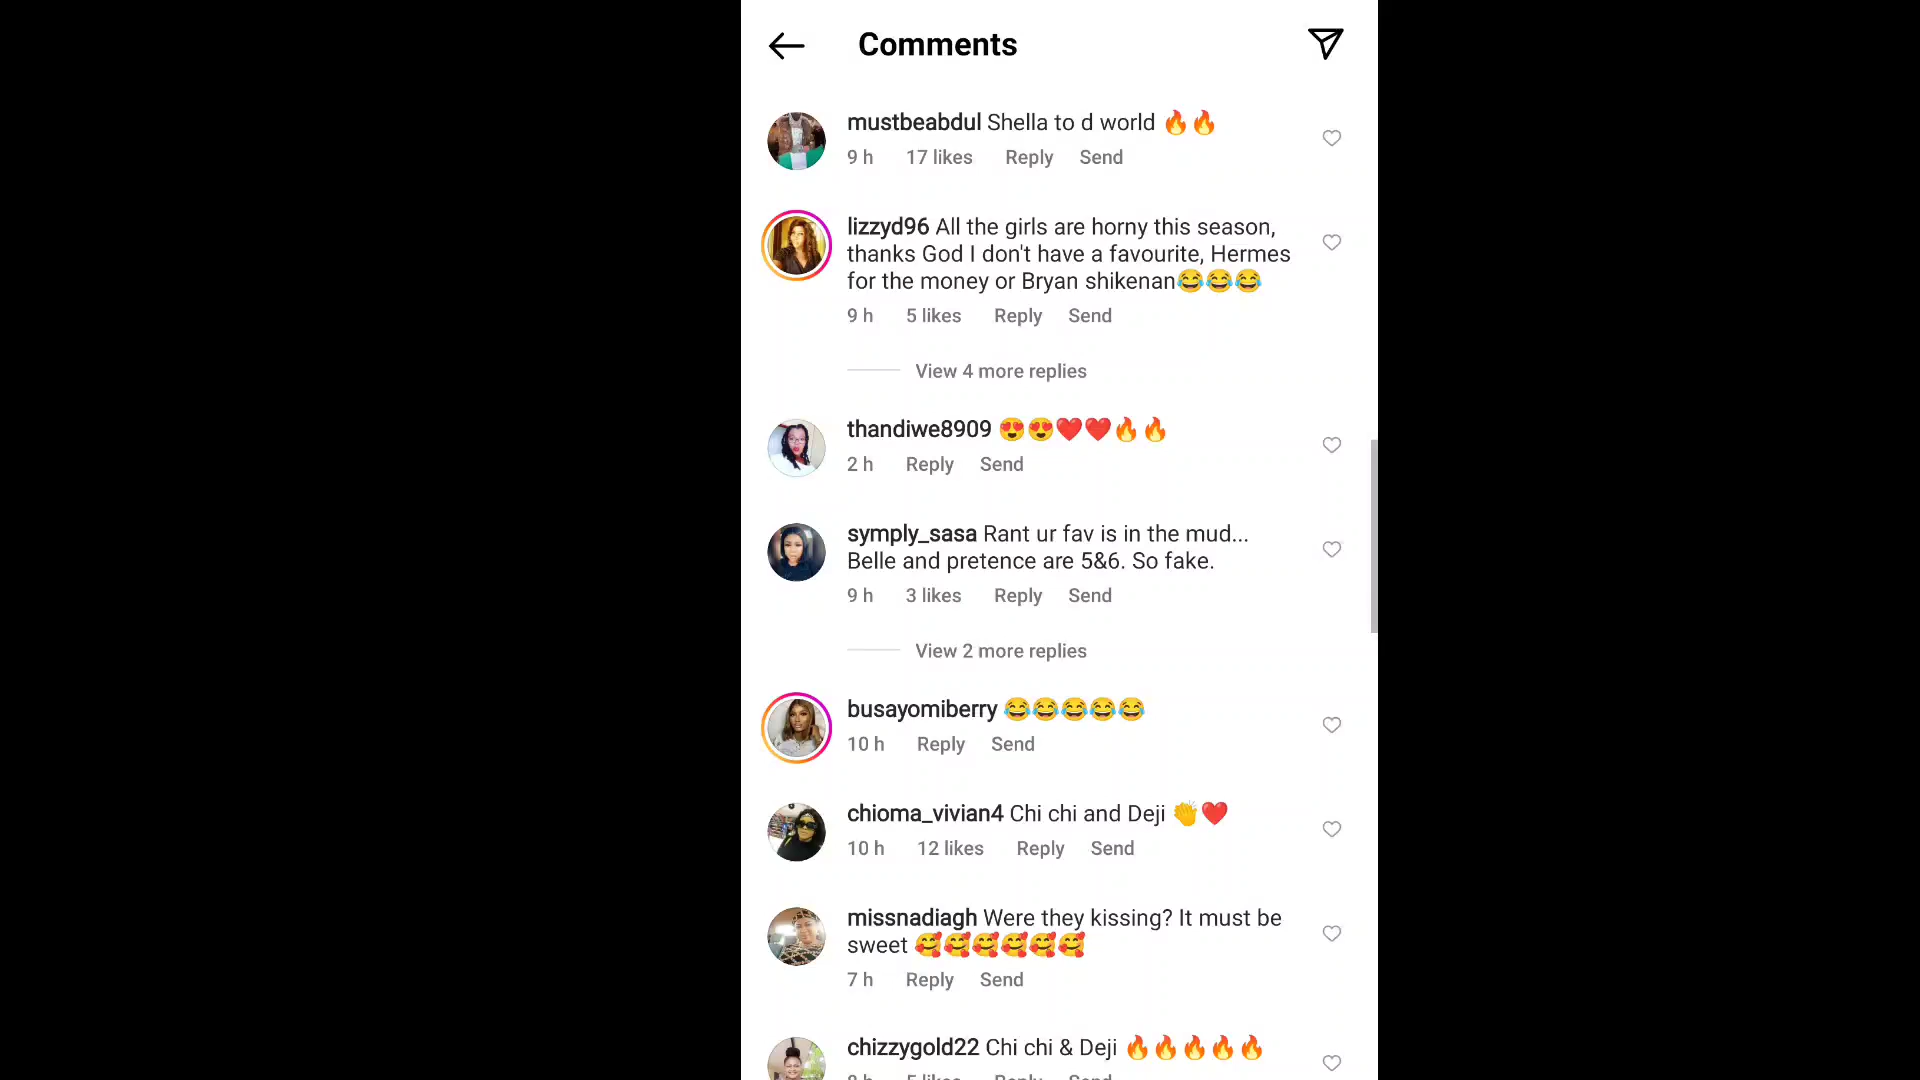 Comments
mustbeabdul Shella to d world 🔥🔥
9 h 17 likes Reply Send
lizzyd96 All the girls are horny this season,
thanks God I don't have a favourite, Hermes
for the money or Bryan shikenan😂😂😂
9 h 5 likes Reply Send
View 4 more replies
thandiwe8909 😍😍❤️❤️🔥🔥
2 h Reply Send
symply_sasa Rant ur fav is in the mud...
Belle and pretence are 5&6. So fake.
9 h 3 likes Reply Send
View 2 more replies
busayomiberry 😂😂😂😂😂
10 h Reply Send
chioma_vivian4 Chi chi and Deji 👏❤️
10 h 12 likes Reply Send
missnadiagh Were they kissing? It must be
sweet 🥰🥰🥰🥰🥰🥰
7 h Reply Send
chizzygold22 Chi chi & Deji 🔥🔥🔥🔥🔥
5 likes Reply Send